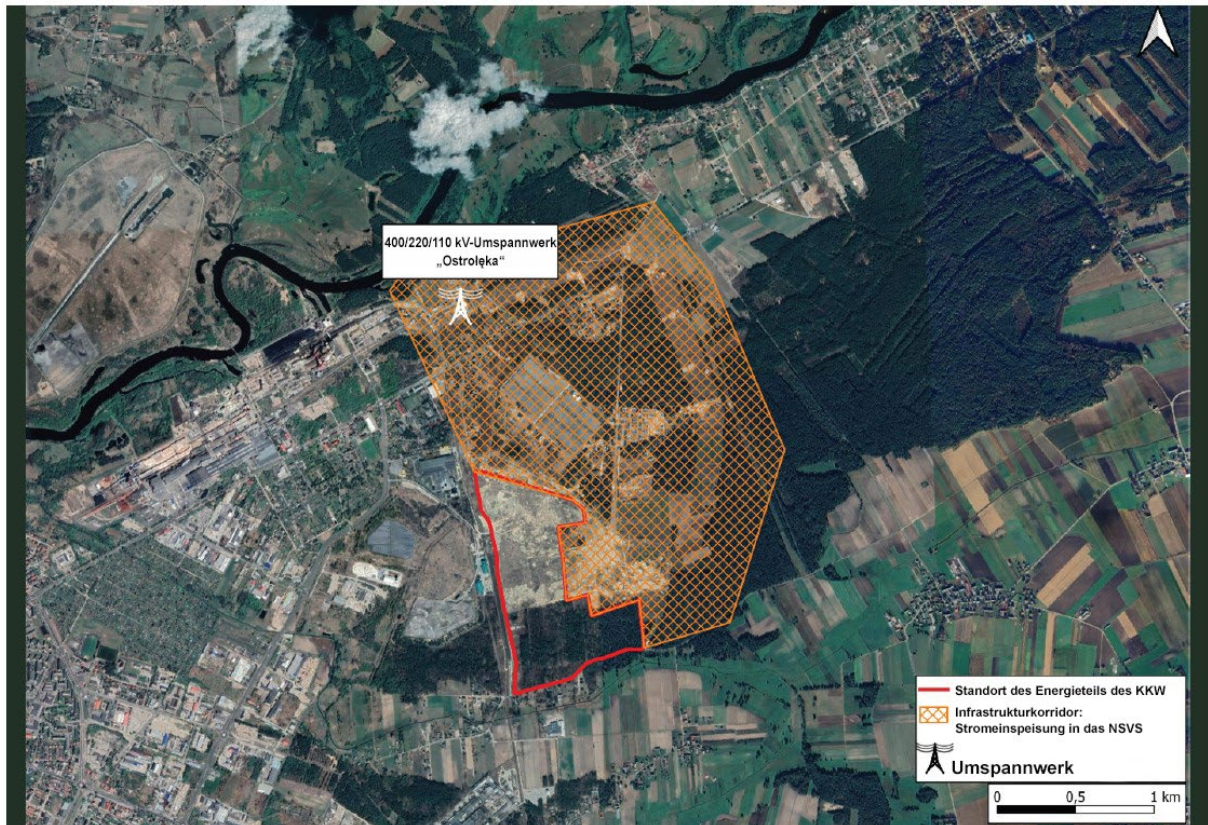 400/220/110 kV-Umspannwerk
„Ostrołęka“
Standort des Energieteils des KKW
Infrastrukturkorridor:
Stromeinspeisung in das NSVS
Umspannwerk
0 0,5 1 km